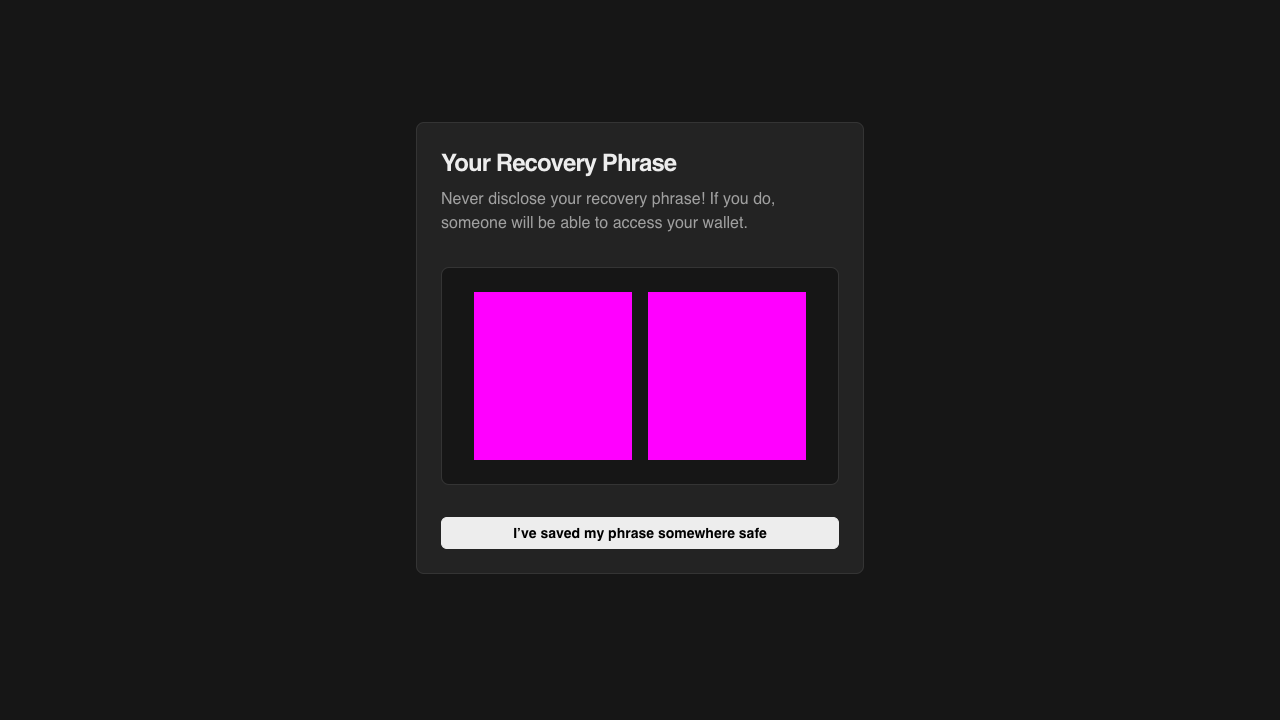 Your Recovery Phrase
Never disclose your recovery phrase! If you do,
someone will be able to access your wallet.
I've saved my phrase somewhere safe